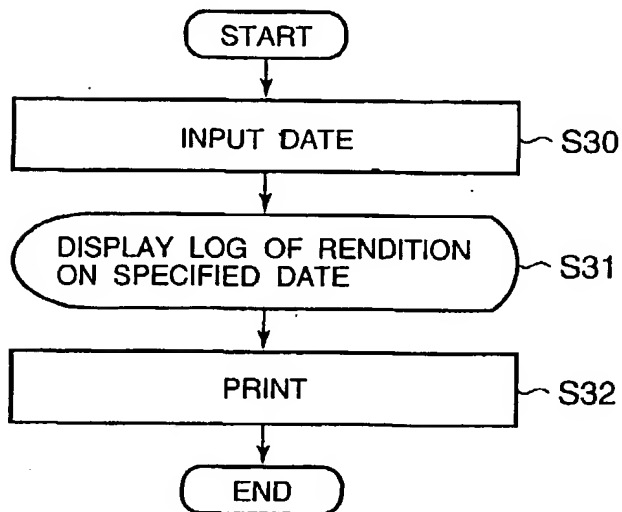 START
INPUT DATE
S30
DISPLAY LOG OF RENDITION
ON SPECIFIED DATE
S31
PRINT
S32
END